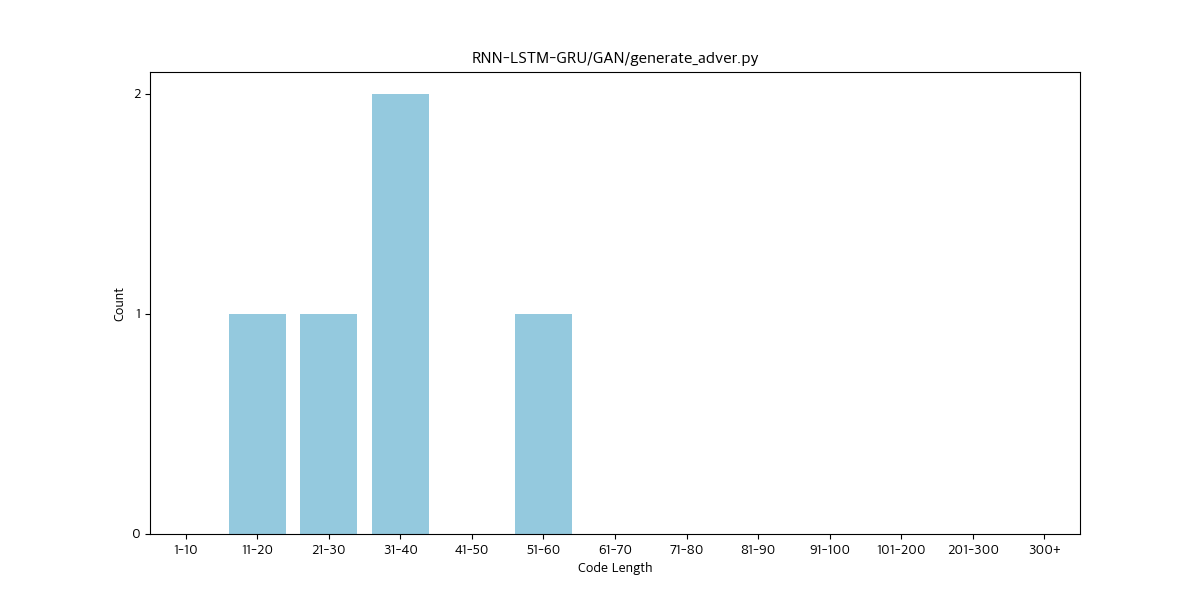 RNN-LSTM-GRU/GAN/generate_adver.py
2
1
0
Count
1-10 11-20 21-30 31-40 41-50 51-60 61-70 71-80 81-90 91-100 101-200 201-300 300+
Code Length